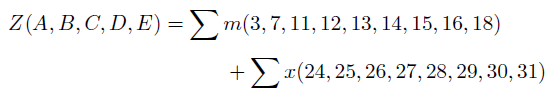 Z(A, B, C, D, E) = ∑ m(3, 7, 11, 12, 13, 14, 15, 16, 18)
+ ∑ x(24, 25, 26, 27, 28, 29, 30, 31)